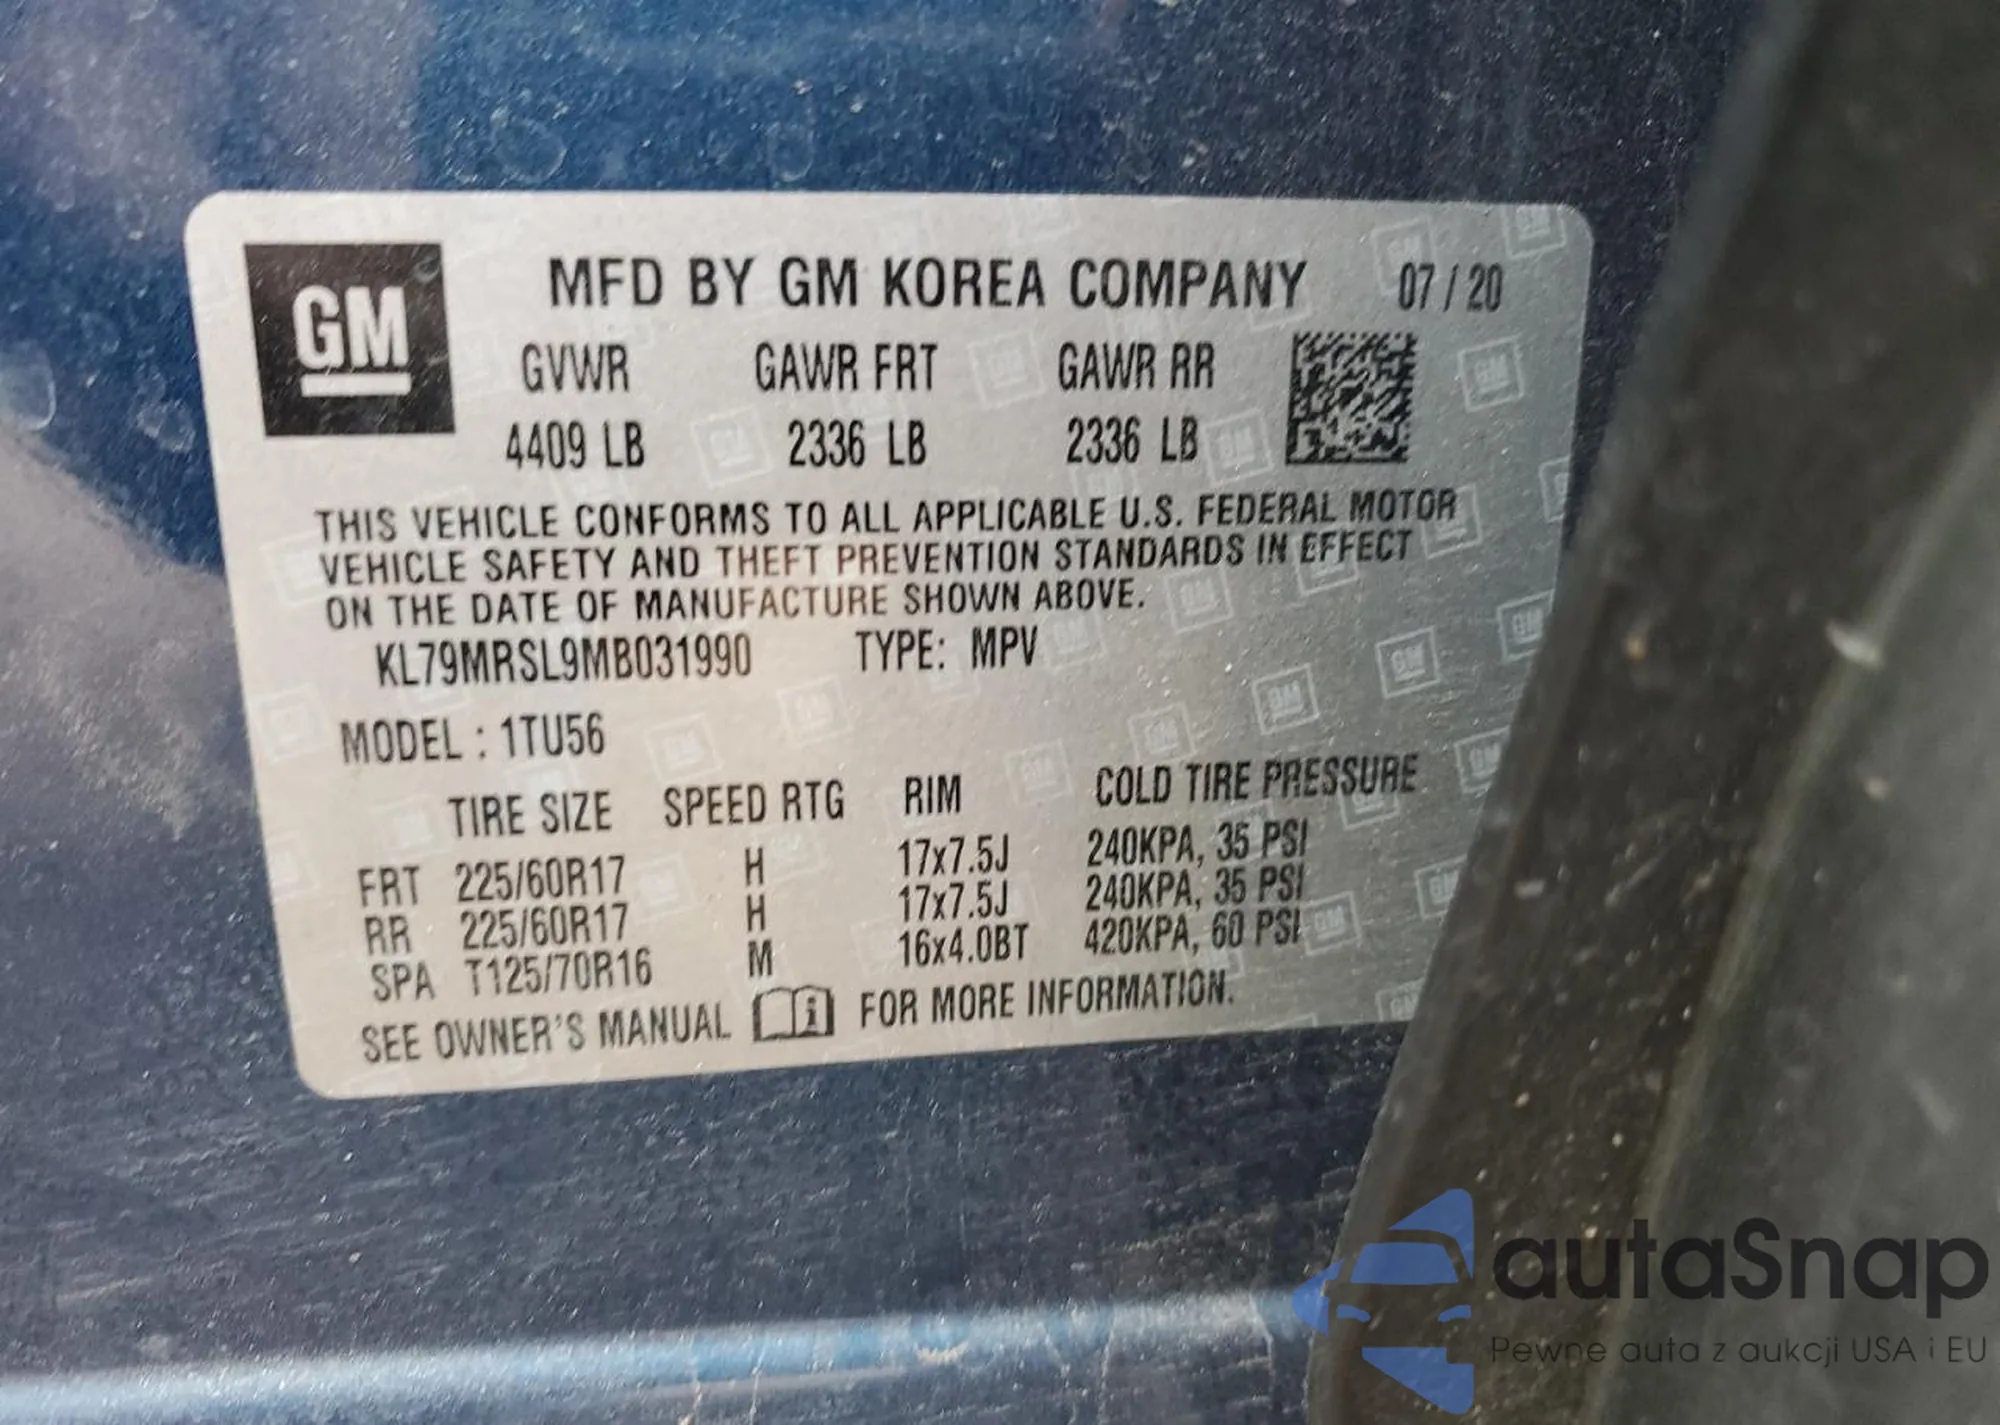 GM
MFD BY GM KOREA COMPANY 07 / 20
GVWR GAWR FRT GAWR RR
4409 LB 2336 LB 2336 LB
THIS VEHICLE CONFORMS TO ALL APPLICABLE U.S. FEDERAL MOTOR
VEHICLE SAFETY AND THEFT PREVENTION STANDARDS IN EFFECT
ON THE DATE OF MANUFACTURE SHOWN ABOVE.
KL79MRSL9MB031990 TYPE: MPV
MODEL : 1TU56
TIRE SIZE SPEED RTG RIM COLD TIRE PRESSURE
FRT 225/60R17 H 17x7.5J 240KPA, 35 PSI
RR 225/60R17 H 17x7.5J 240KPA, 35 PSI
SPA T125/70R16 M 16x4.0BT 420KPA, 60 PSI
SEE OWNER'S MANUAL i FOR MORE INFORMATION.
autaSnap
Pewne auta z aukcji USA i EU